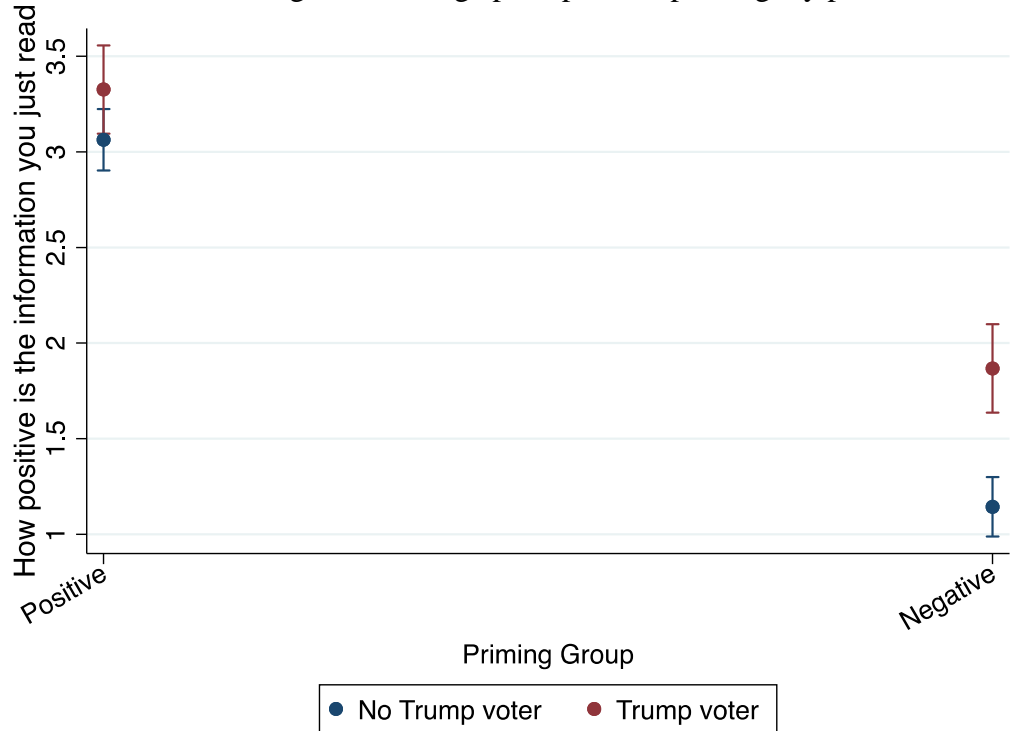 How positive is the information you just read
3.5
3
2.5
2
1.5
1
Positive
Negative
Priming Group
No Trump voter
Trump voter